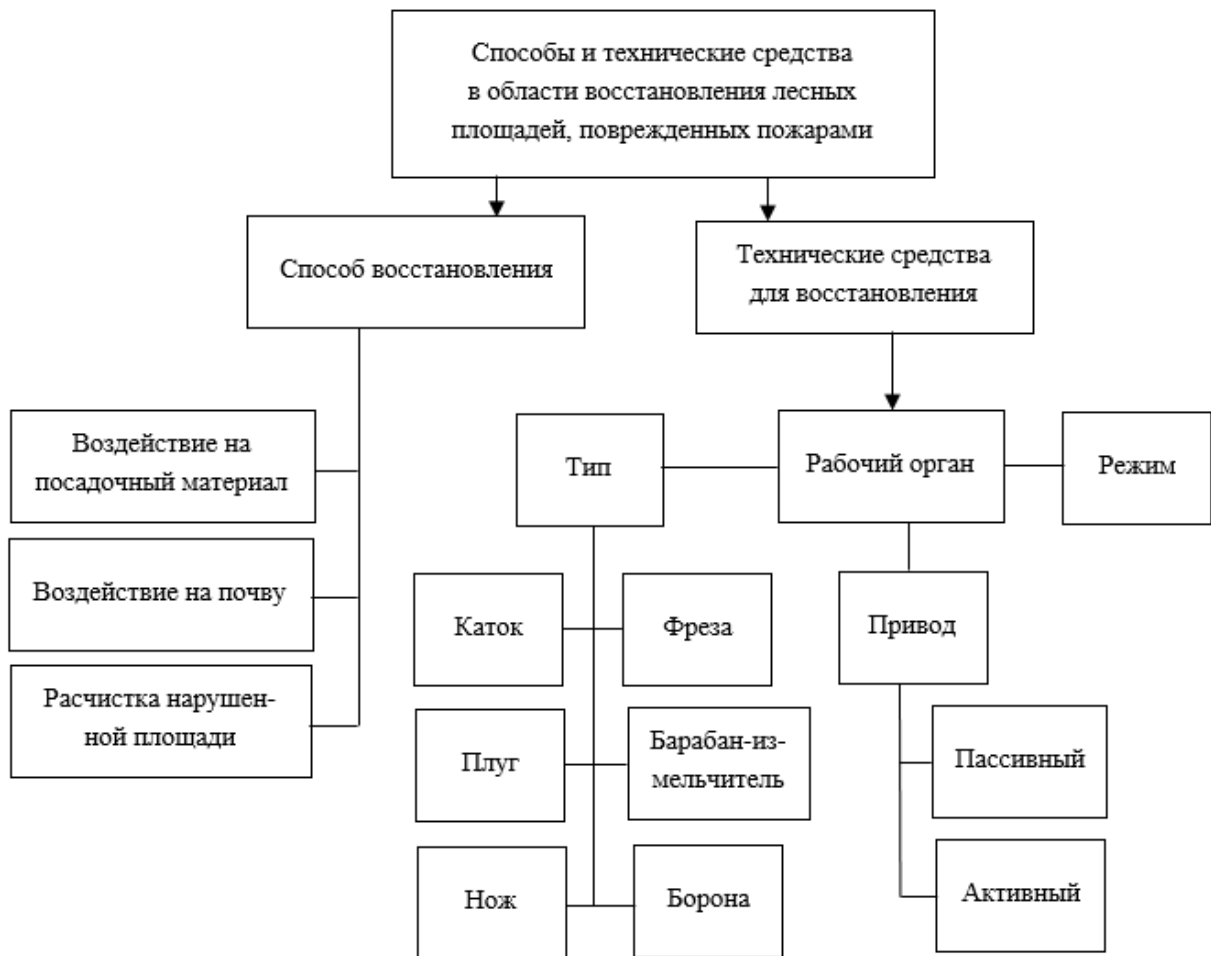 Способы и технические средства
в области восстановления лесных
площадей, поврежденных пожарами
Способ восстановления
Технические средства
для восстановления
Воздействие на
посадочный материал
Воздействие на почву
Расчистка нарушен-
ной площади
Тип
Рабочий орган
Режим
Каток
Фреза
Привод
Плуг
Барабан-из-
мельчитель
Пассивный
Нож
Борона
Активный